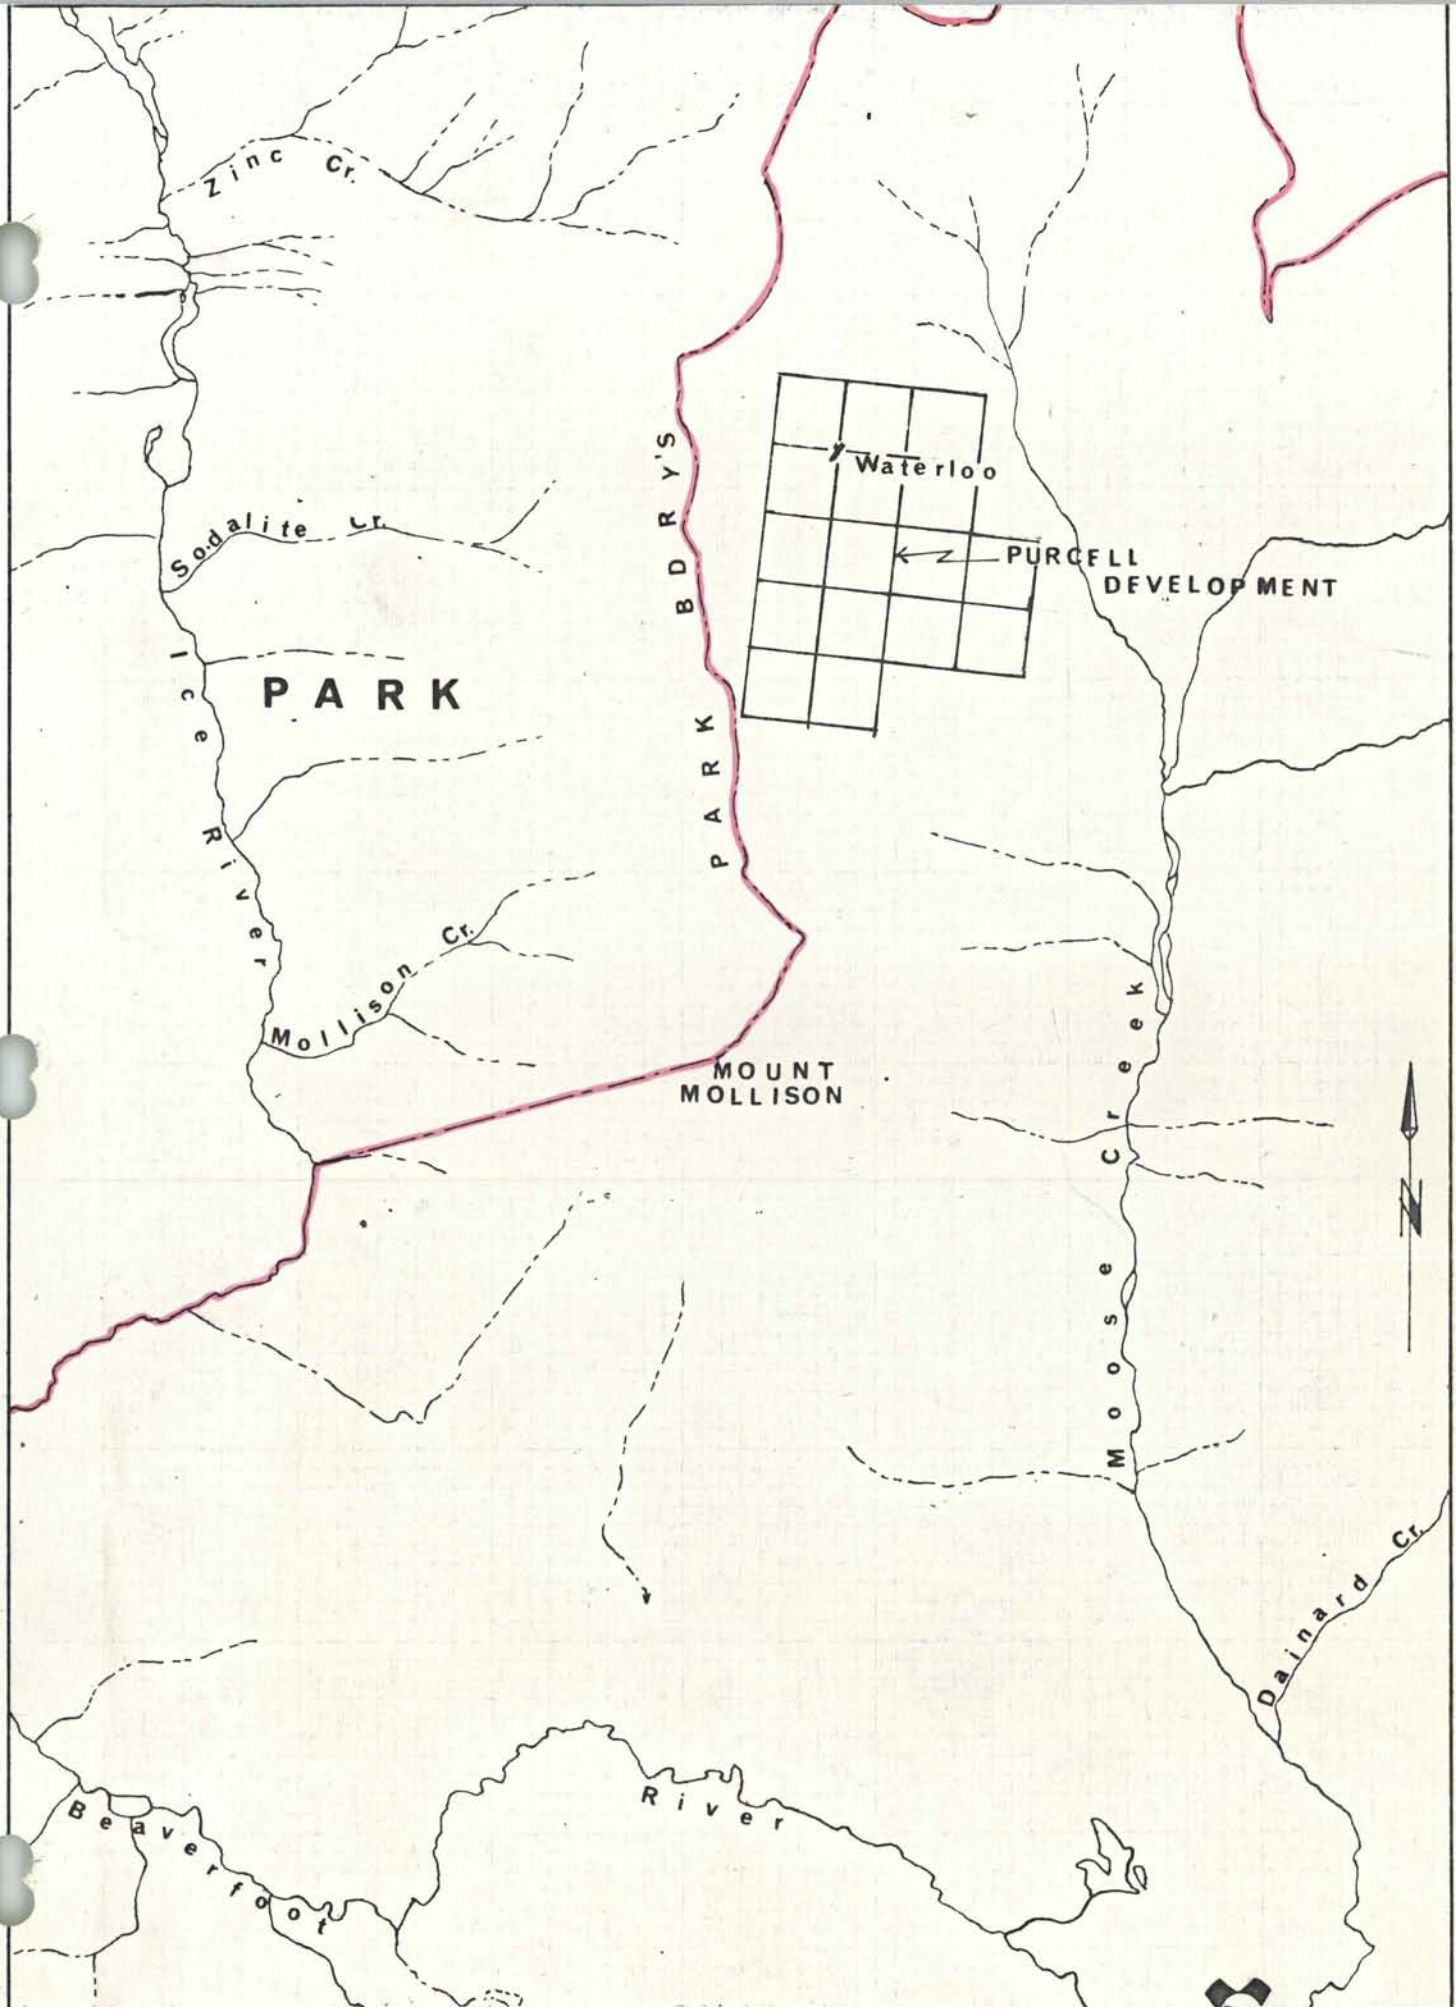 Zinc Cr.
PARK BDRY'S
Waterloo
Sodalite Cr.
PURCELL
DEVELOPMENT
PARK
Ice River
Mollison Cr.
MOUNT
MOLLISON
Moose Creek
N
Dainard Cr.
Beaverfoot River